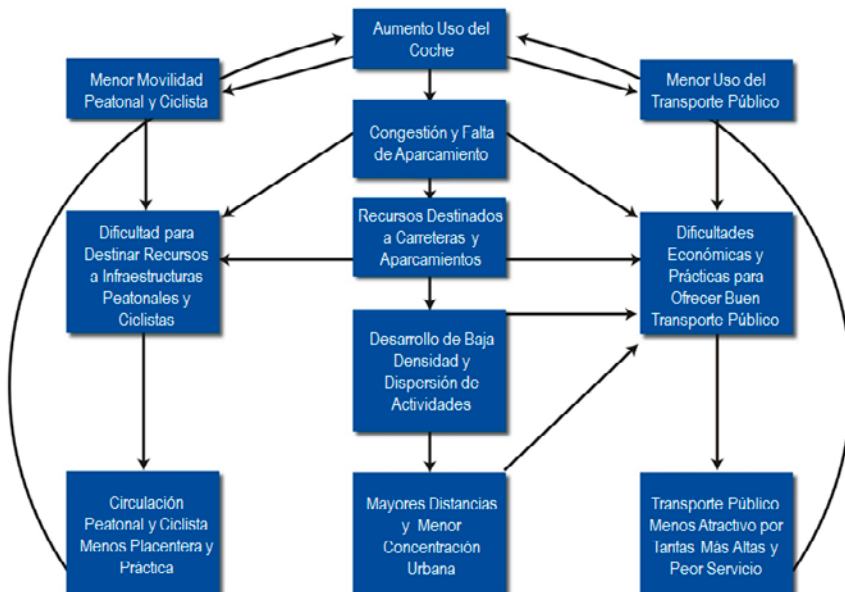 Aumento Uso del
Coche
Menor Movilidad
Peatonal y Ciclista
Menor Uso del
Transporte Público
Congestión y Falta
de Aparcamiento
Dificultad para
Destinar Recursos
a Infraestructuras
Peatonales y
Ciclistas
Recursos Destinados
a Carreteras y
Aparcamientos
Dificultades
Económicas y
Prácticas para
Ofrecer Buen
Transporte Público
Desarrollo de Baja
Densidad y
Dispersión de
Actividades
Circulación
Peatonal y Ciclista
Menos Placentera y
Práctica
Mayores Distancias
y Menor
Concentración
Urbana
Transporte Público
Menos Atractivo por
Tarifas Más Altas y
Peor Servicio